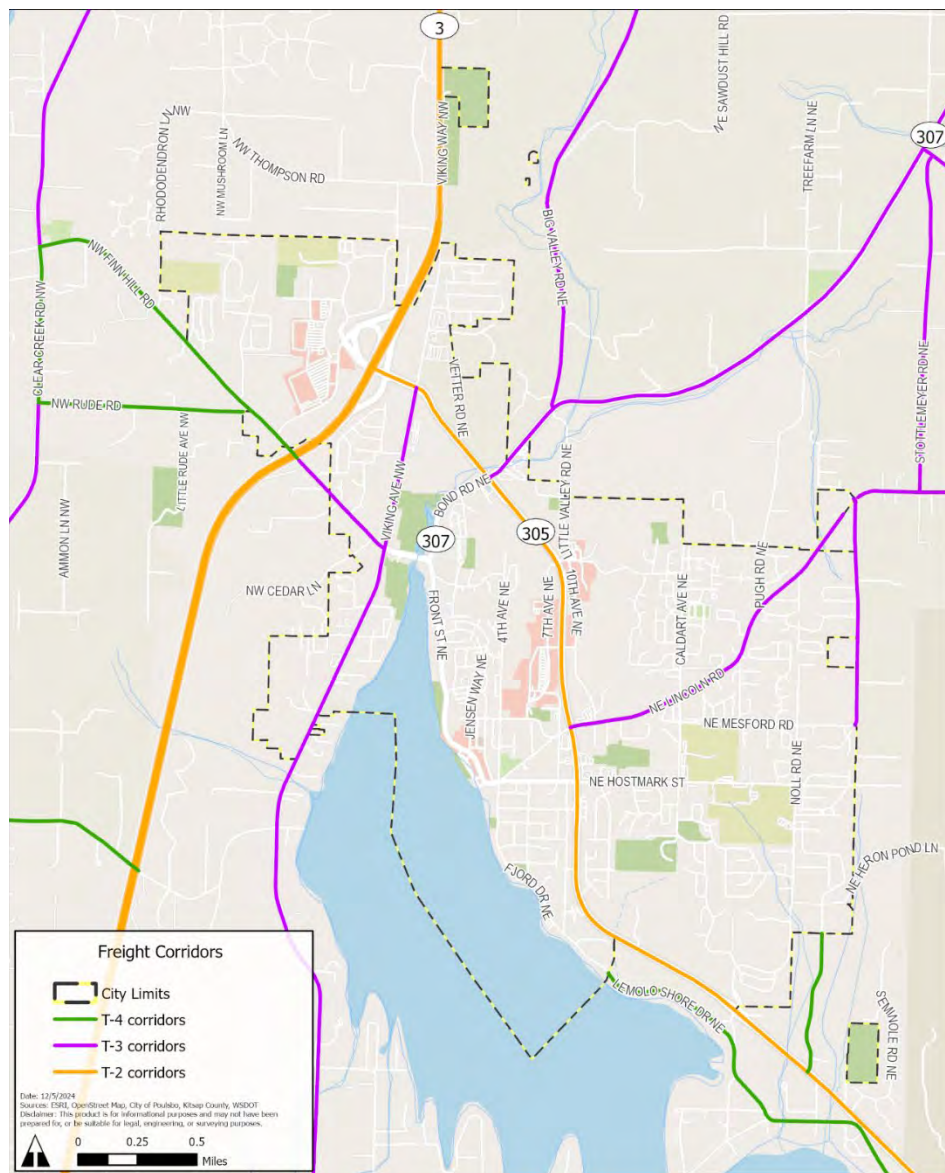 3
NE SAWDUST HILL RD
307
RHODODENDRON LN NW
NW MUSHROOM LN
NW THOMPSON RD
VIKING WAY NW
TREEFARM LN NE
BIG VALLEY RD NE
NW FINN HILL RD
CLEAR CREEK RD NW
STOTTLEMEYER RD NE
VETTER RD NE
NW RUDE RD
LITTLE RUDE AVE NW
VIKING AVE NW
BOND RD NE
LITTLE VALLEY RD NE
AMMON LN NW
307
305
NW CEDAR LN
FRONT ST NE
4TH AVE NE
7TH AVE NE
10TH AVE NE
CALDART AVE NE
PUGH RD NE
JENSEN WAY NE
NE LINCOLN RD
NE MESFORD RD
NE HOSTMARK ST
NOLL RD NE
FJORD DR NE
NE HERON POND LN
LEMOLO SHORE DR NE
SEMINOLE RD NE
Freight Corridors
City Limits
T-4 corridors
T-3 corridors
T-2 corridors
Date: 12/5/2024
Sources: ESRI, OpenStreet Map, City of Poulsbo, Kitsap County, WSDOT
Disclaimer: This product is for informational purposes and may not have been
prepared for, or be suitable for legal, engineering, or surveying purposes.
0 0.25 0.5
Miles